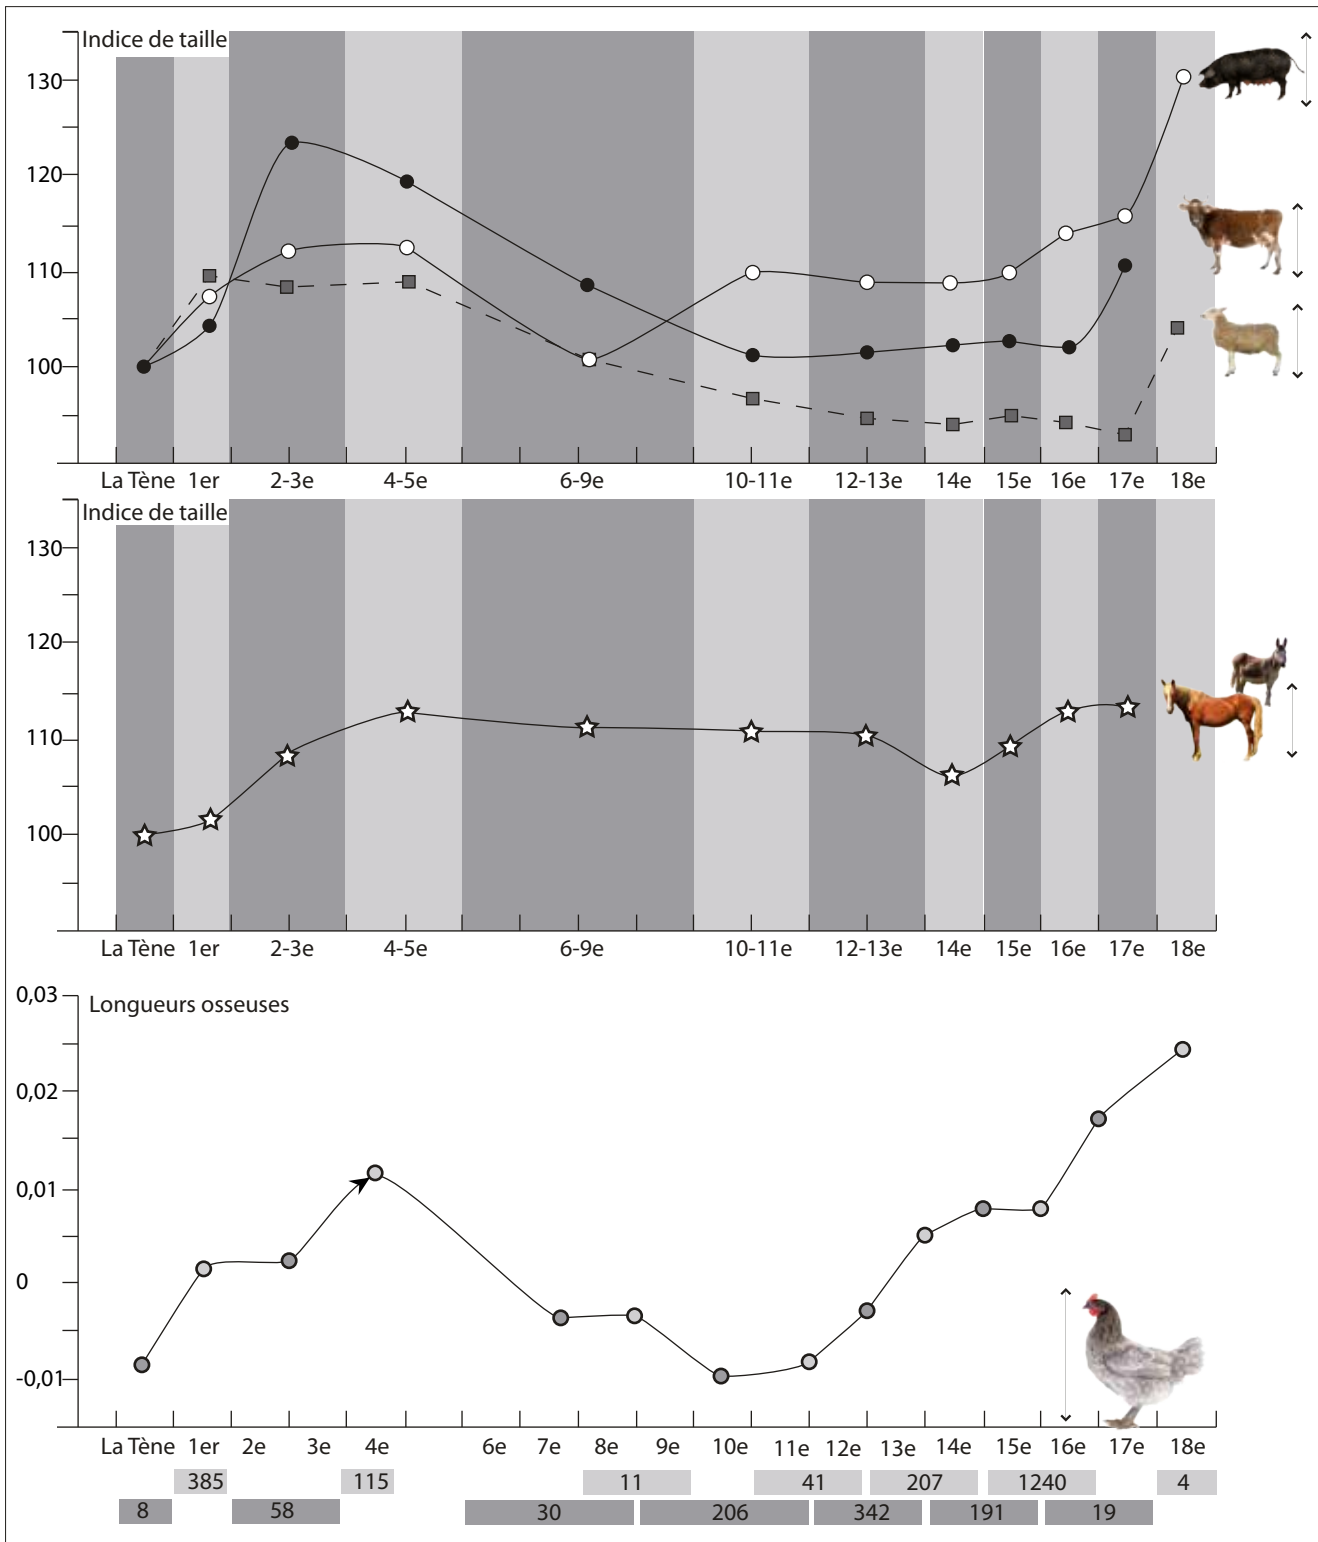 Indice de taille
130
120
110
100
La Tène 1er 2-3e 4-5e 6-9e 10-11e 12-13e 14e 15e 16e 17e 18e
Indice de taille
130
120
110
100
La Tène 1er 2-3e 4-5e 6-9e 10-11e 12-13e 14e 15e 16e 17e 18e
0,03
Longueurs osseuses
0,02
0,01
0
-0,01
La Tène 1er 2e 3e 4e 6e 7e 8e 9e 10e 11e 12e 13e 14e 15e 16e 17e 18e
385 115 11 41 207 1240 4
8 58 30 206 342 191 19